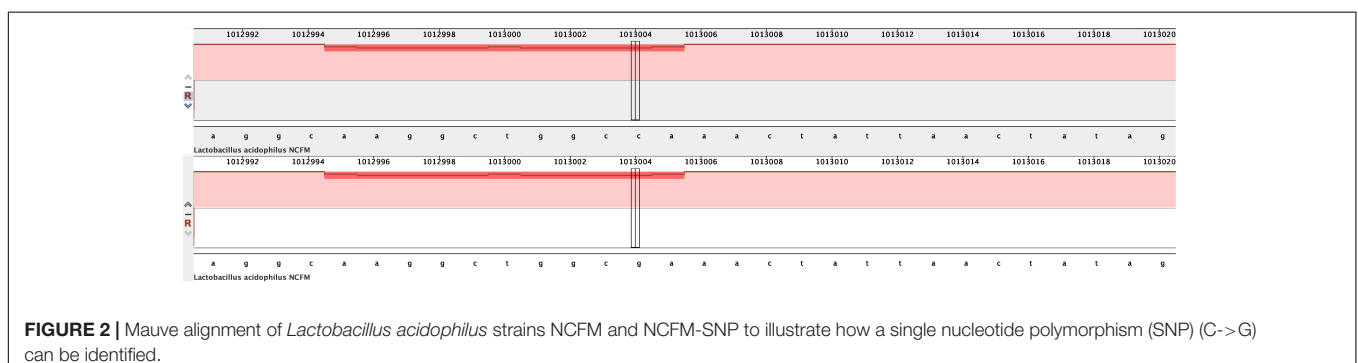 1012992 1012994 1012996 1012998 1013000 1013002 1013004 1013006 1013008 1013010 1013012 1013014 1013016 1013018 1013020
R
a g g c a a g g c t g g c c a a a c t a t t a a c t a t a g
Lactobacillus acidophilus NCFM
1012992 1012994 1012996 1012998 1013000 1013002 1013004 1013006 1013008 1013010 1013012 1013014 1013016 1013018 1013020
R
a g g c a a g g c t g g c g a a a c t a t t a a c t a t a g
Lactobacillus acidophilus NCFM
FIGURE 2 | Mauve alignment of Lactobacillus acidophilus strains NCFM and NCFM-SNP to illustrate how a single nucleotide polymorphism (SNP) (C->G)
can be identified.